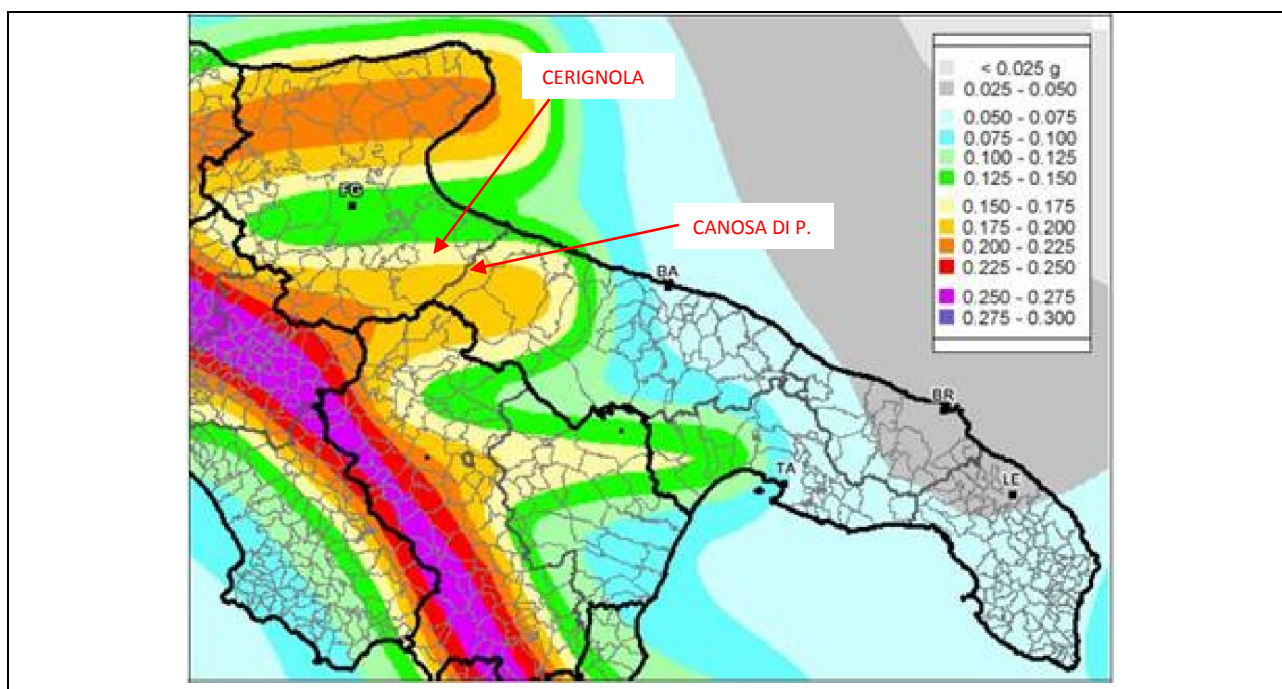 CERIGNOLA
CANOSA DI P.
FG
BA
BR
TA
LE
< 0.025 g
0.025 - 0.050
0.050 - 0.075
0.075 - 0.100
0.100 - 0.125
0.125 - 0.150
0.150 - 0.175
0.175 - 0.200
0.200 - 0.225
0.225 - 0.250
0.250 - 0.275
0.275 - 0.300